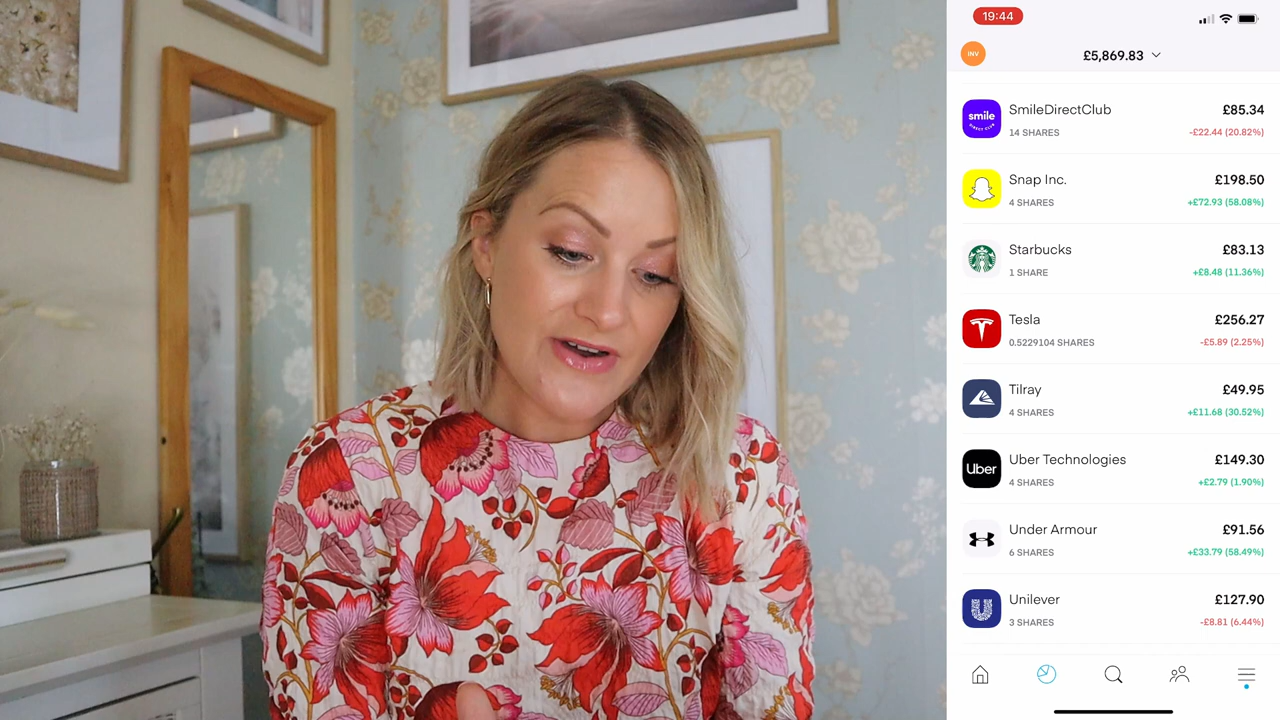 19:44
INV
£5,869.83
smile
DIRECT CLUB
SmileDirectClub
£85.34
14 SHARES
-£22.44 (20.82%)
Snap Inc.
£198.50
4 SHARES
+£72.93 (58.08%)
Starbucks
£83.13
1 SHARE
+£8.48 (11.36%)
Tesla
£256.27
0.5229104 SHARES
-£5.89 (2.25%)
Tilray
£49.95
4 SHARES
+£11.68 (30.52%)
Uber
Uber Technologies
£149.30
4 SHARES
+£2.79 (1.90%)
Under Armour
£91.56
6 SHARES
+£33.79 (58.49%)
Unilever
£127.90
3 SHARES
-£8.81 (6.44%)